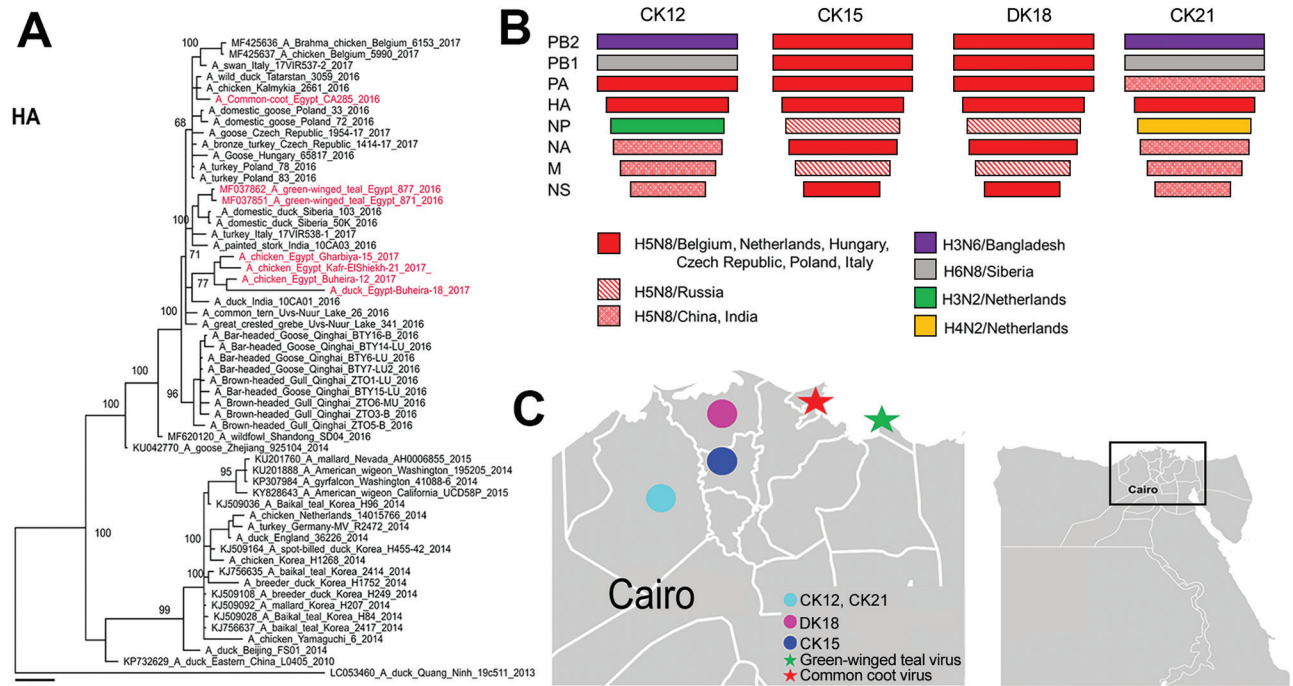 A
HA
100
MF425636_A_Brahma_chicken_Belgium_6153_2017
MF425637_A_chicken_Belgium_5990_2017
A_swan_Italy_17VIR537-2_2017
A_wild_duck_Tatarstan_3059_2016
A_chicken_Kalmykia_2661_2016
A_Common-coot_Egypt_CA285_2016
A_domestic_goose_Poland_33_2016
68
A_domestic_goose_Poland_72_2016
A_goose_Czech_Republic_1954-17_2017
A_bronze_turkey_Czech_Republic_1414-17_2017
A_Goose_Hungary_65817_2016
A_turkey_Poland_78_2016
A_turkey_Poland_83_2016
MF037862_A_green-winged_teal_Egypt_877_2016
MF037851_A_green-winged_teal_Egypt_871_2016
A_domestic_duck_Siberia_103_2016
100
A_domestic_duck_Siberia_50K_2016
A_turkey_Italy_17VIR538-1_2017
A_painted_stork_India_10CA03_2016
71
A_chicken_Egypt_Gharbiya-15_2017
A_chicken_Egypt_Kafr-ElShiekh-21_2017_
77
A_chicken_Egypt_Buheira-12_2017
A_duck_Egypt-Buheira-18_2017
A_duck_India_10CA01_2016
100
A_common_tern_Uvs-Nuur_Lake_26_2016
A_great_crested_grebe_Uvs-Nuur_Lake_341_2016
A_Bar-headed_Goose_Qinghai_BTY16-B_2016
A_Bar-headed_Goose_Qinghai_BTY14-LU_2016
A_Bar-headed_Goose_Qinghai_BTY6-LU_2016
100
A_Bar-headed_Goose_Qinghai_BTY7-LU2_2016
A_Brown-headed_Gull_Qinghai_ZTO1-LU_2016
96
A_Bar-headed_Goose_Qinghai_BTY15-LU_2016
100
A_Brown-headed_Gull_Qinghai_ZTO6-MU_2016
A_Brown-headed_Gull_Qinghai_ZTO3-B_2016
A_Brown-headed_Gull_Qinghai_ZTO5-B_2016
MF620120_A_wildfowl_Shandong_SD04_2016
KU042770_A_goose_Zhejiang_925104_2014
KU201760_A_mallard_Nevada_AH0006855_2015
95
KU201888_A_American_wigeon_Washington_195205_2014
KP307984_A_gyrfalcon_Washington_41088-6_2014
KY828643_A_American_wigeon_California_UCD58P_2015
KJ509036_A_Baikal_teal_Korea_H96_2014
A_chicken_Netherlands_14015766_2014
A_turkey_Germany-MV_R2472_2014
100
100
A_duck_England_36226_2014
KJ509164_A_spot-billed_duck_Korea_H455-42_2014
A_chicken_Korea_H1268_2014
KJ756635_A_baikal_teal_Korea_2414_2014
100
A_breeder_duck_Korea_H1752_2014
KJ509108_A_breeder_duck_Korea_H249_2014
KJ509092_A_mallard_Korea_H207_2014
99
KJ509028_A_Baikal_teal_Korea_H84_2014
KJ756637_A_baikal_teal_Korea_2417_2014
A_chicken_Yamaguchi_6_2014
A_duck_Beijing_FS01_2014
KP732629_A_duck_Eastern_China_L0405_2010
LC053460_A_duck_Quang_Ninh_19c511_2013
B
CK12 CK15 DK18 CK21
PB2
PB1
PA
HA
NP
NA
M
NS
H5N8/Belgium, Netherlands, Hungary,
Czech Republic, Poland, Italy
H5N8/Russia
H5N8/China, India
H3N6/Bangladesh
H6N8/Siberia
H3N2/Netherlands
H4N2/Netherlands
C
Cairo
CK12, CK21
DK18
CK15
Green-winged teal virus
Common coot virus
Cairo